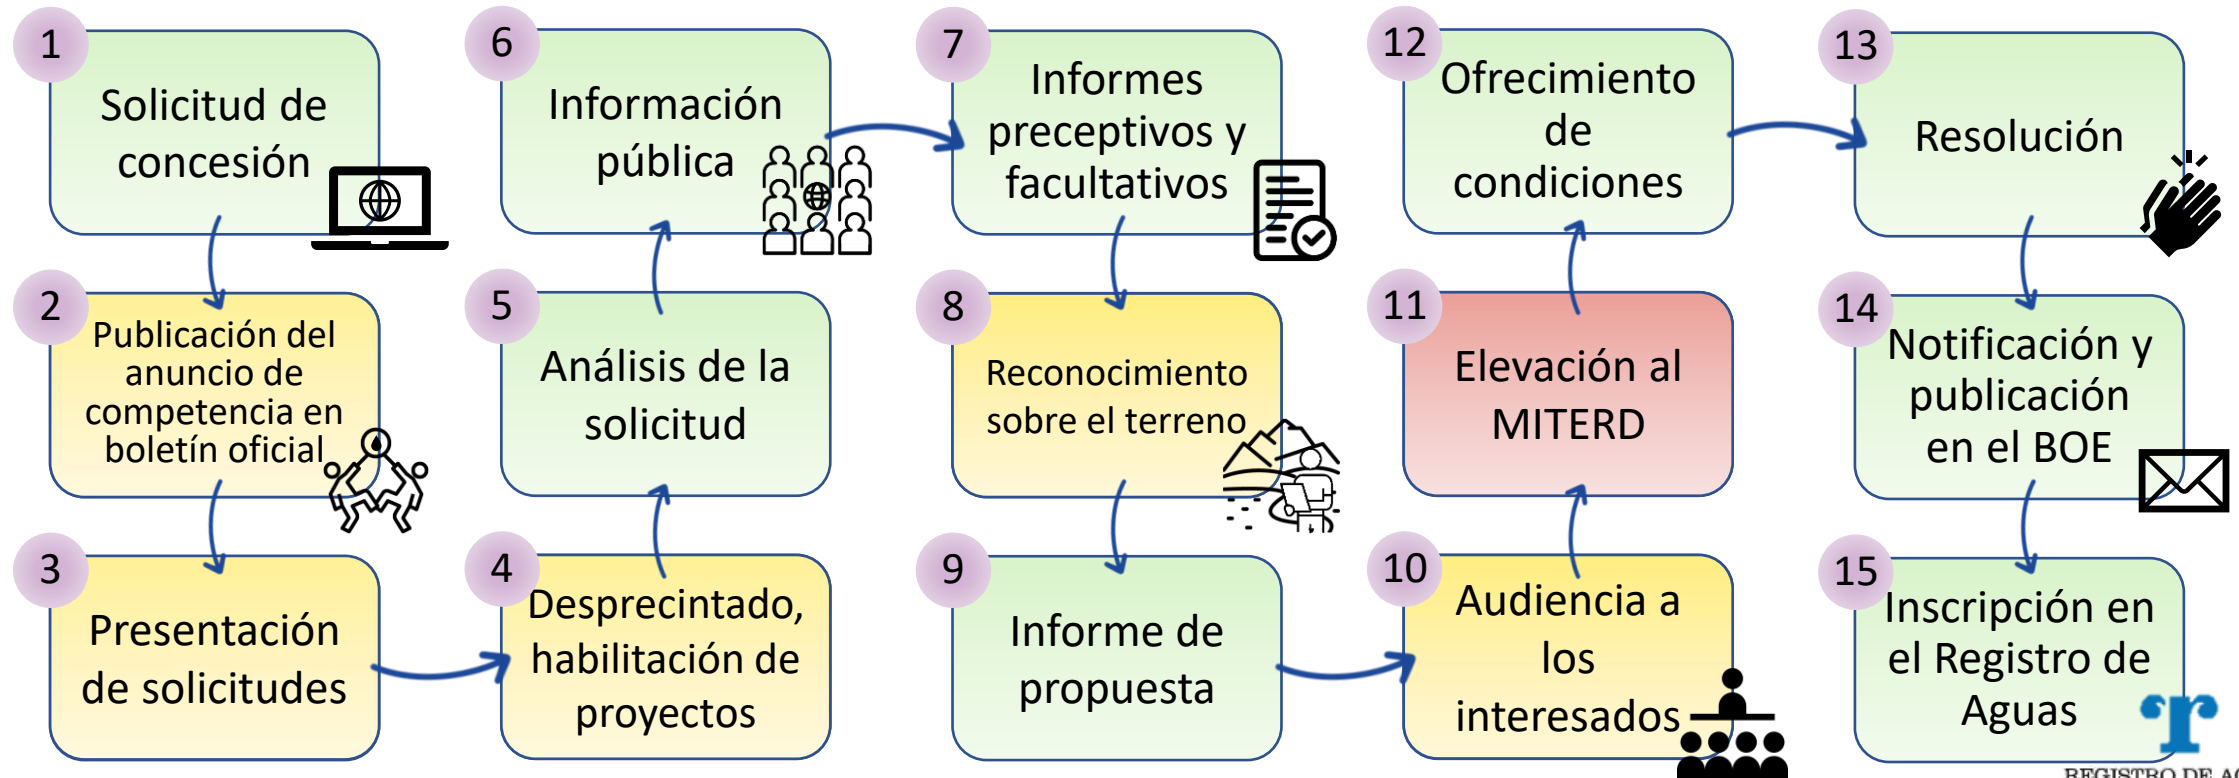 1
Solicitud de
concesión
2
Publicación del
anuncio de
competencia en
boletín oficial
3
Presentación
de solicitudes
4
Desprecintado,
habilitación de
proyectos
5
Análisis de la
solicitud
6
Información
pública
7
Informes
preceptivos y
facultativos
8
Reconocimiento
sobre el terreno
9
Informe de
propuesta
10
Audiencia a
los
interesados
11
Elevación al
MITERD
12
Ofrecimiento
de
condiciones
13
Resolución
14
Notificación y
publicación
en el BOE
15
Inscripción en
el Registro de
Aguas
r
REGISTRO DE